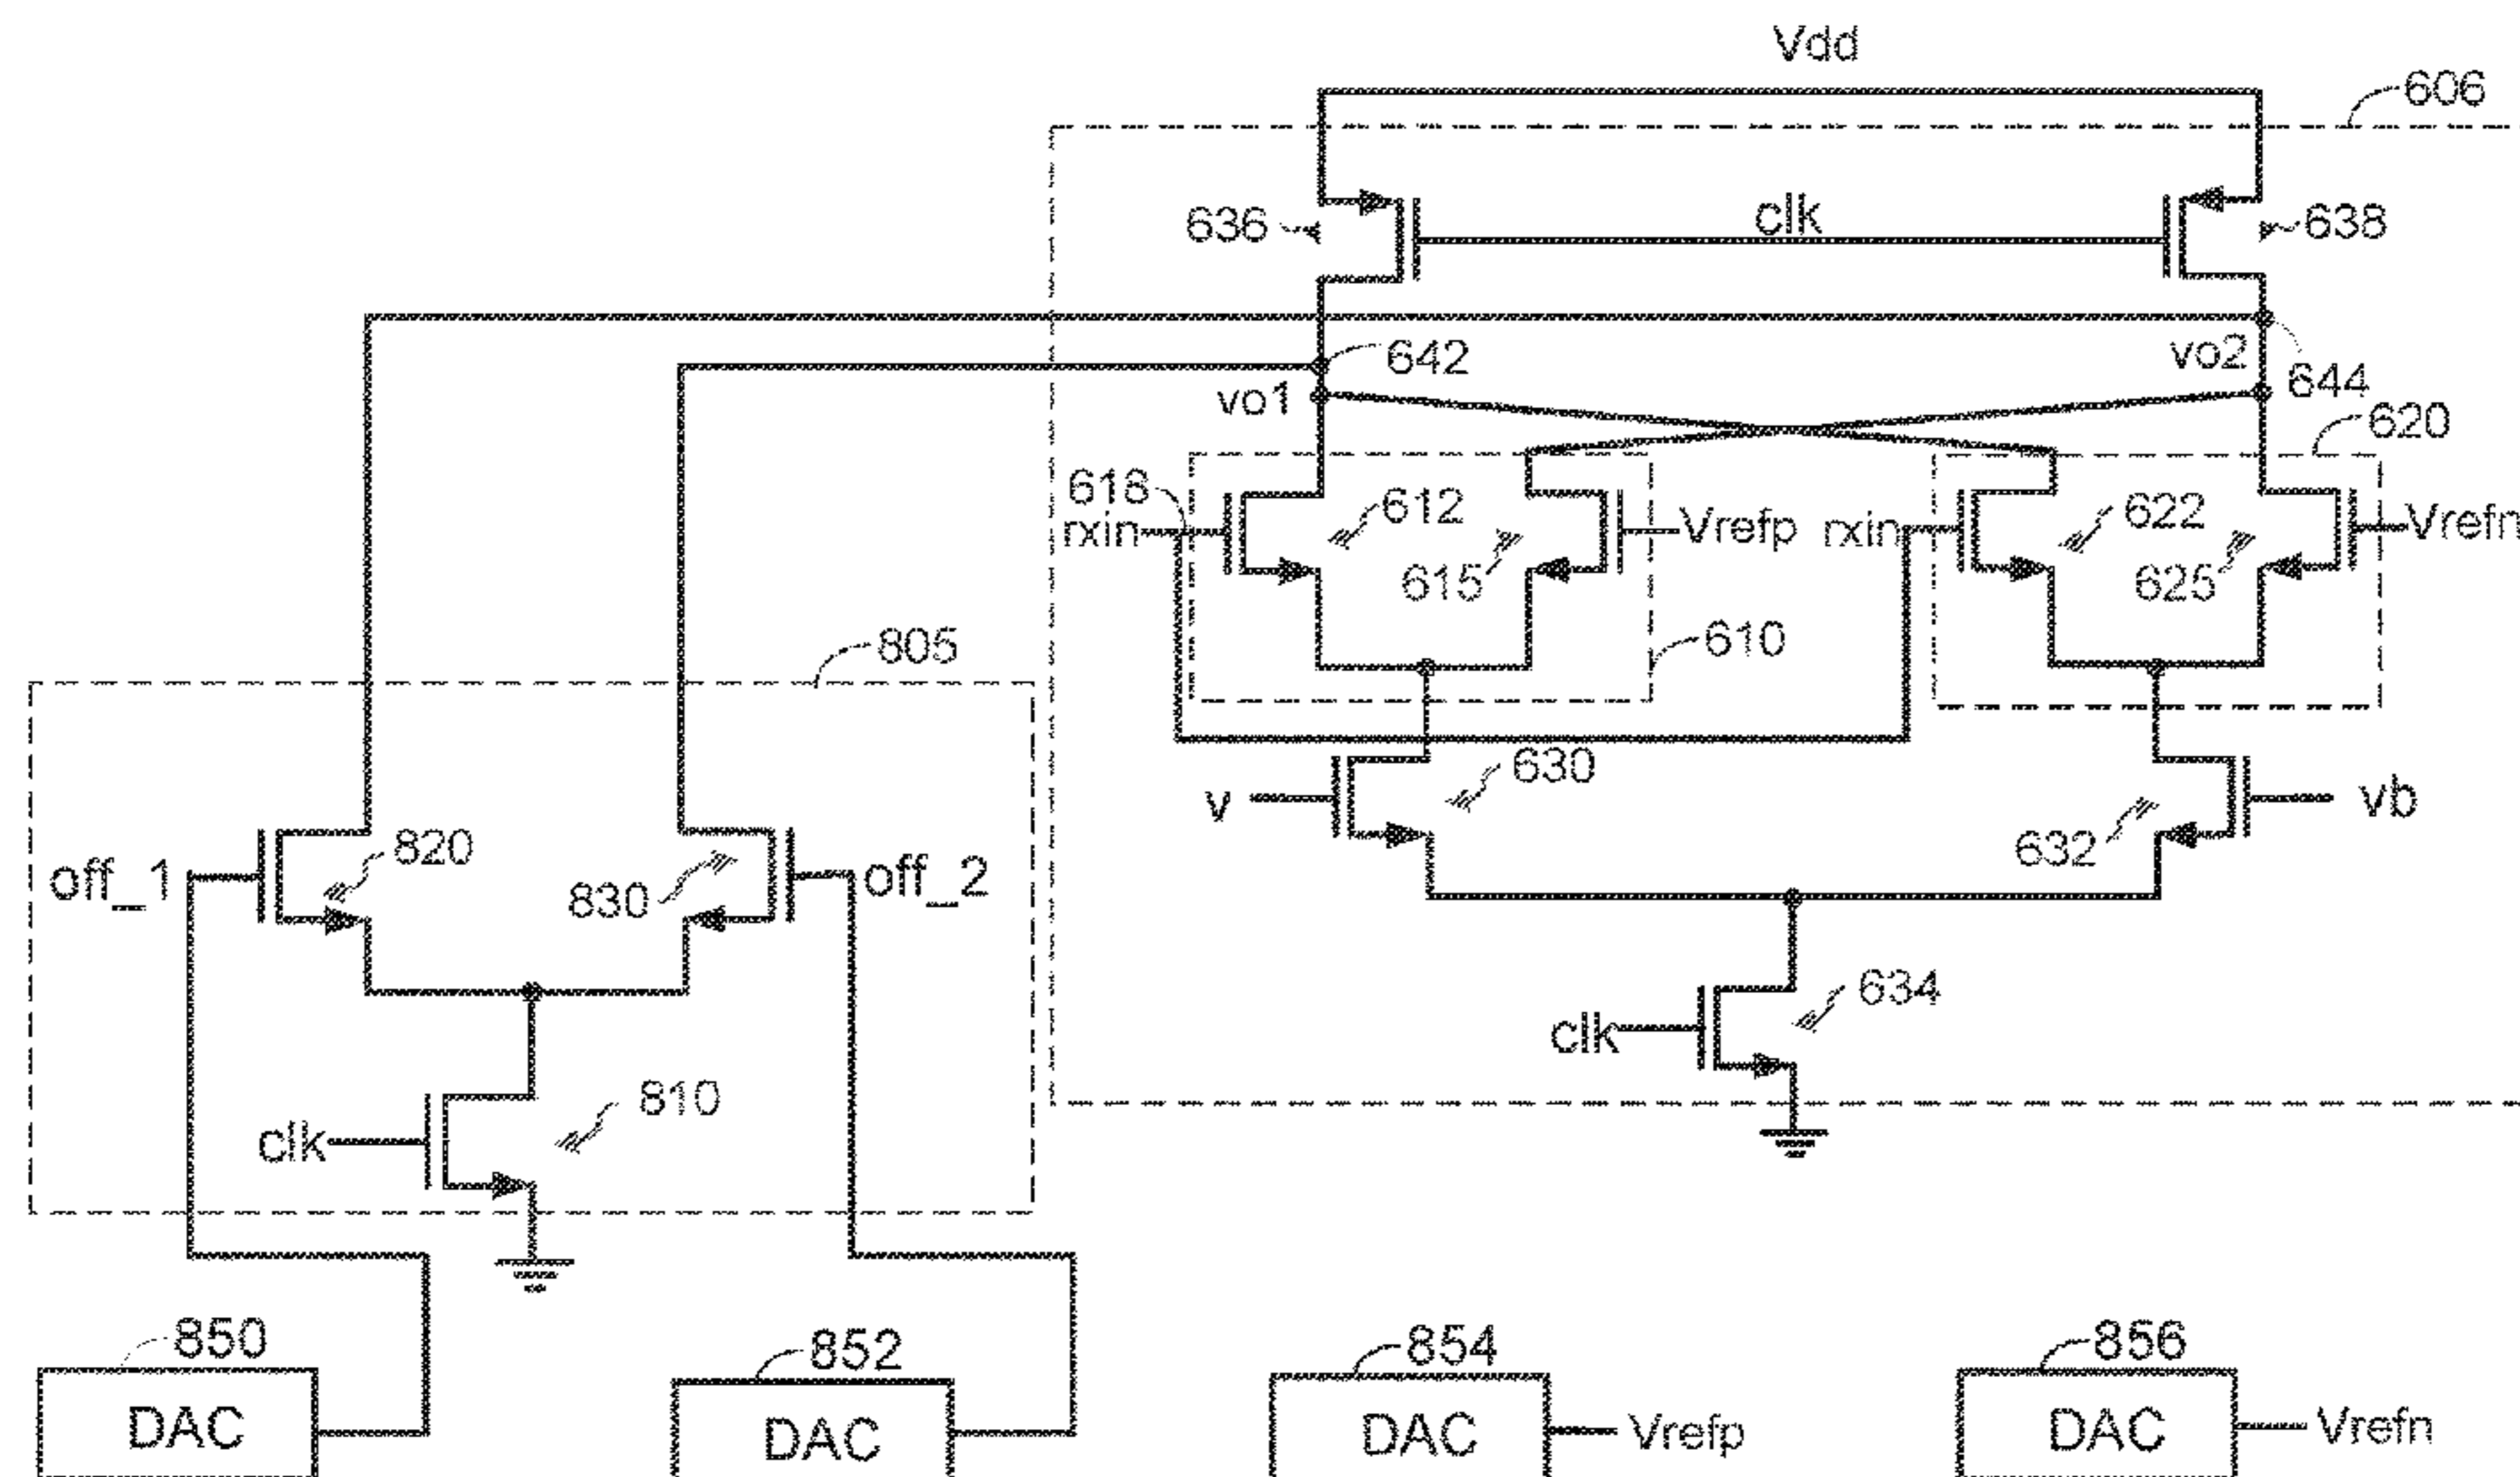 Vdd
606
636
clk
638
642
vo2
vo1
644
620
618
rxin
612
Vrefp
rxin
622
Vrefn
615
625
805
610
630
v
vb
820
632
off_1
830
off_2
634
clk
810
clk
850
852
854
856
DAC
DAC
DAC
Vrefp
DAC
Vrefn